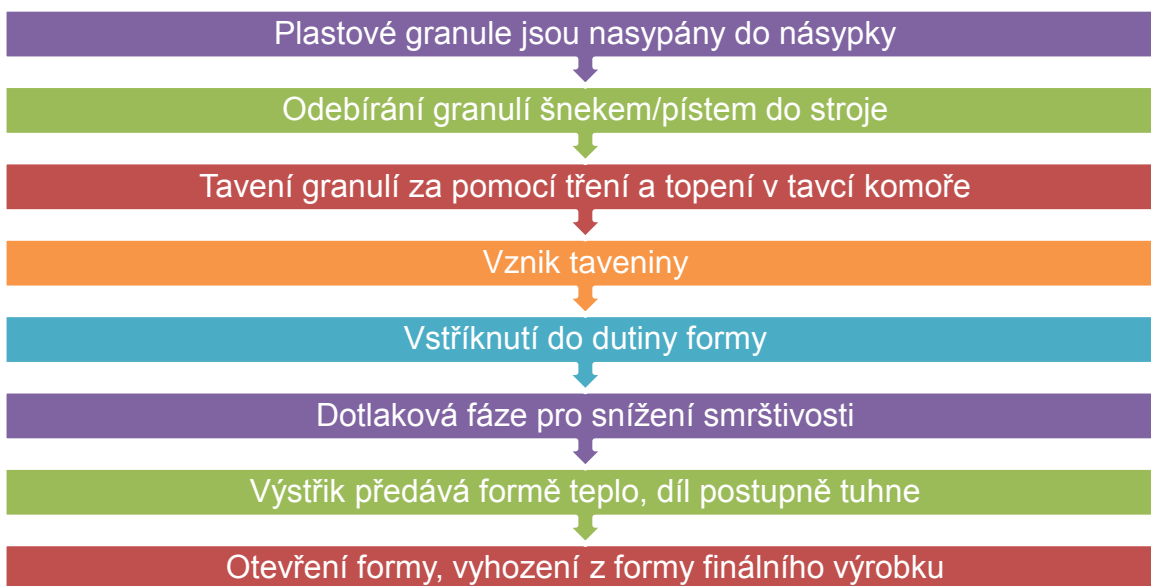 Plastové granule jsou nasypány do násypky
Odebírání granulí šnekem/pístem do stroje
Tavení granulí za pomocí tření a topení v tavcí komoře
Vznik taveniny
Vstříknutí do dutiny formy
Dotlaková fáze pro snížení smrštivosti
Výstřik předává formě teplo, díl postupně tuhne
Otevření formy, vyhození z formy finálního výrobku